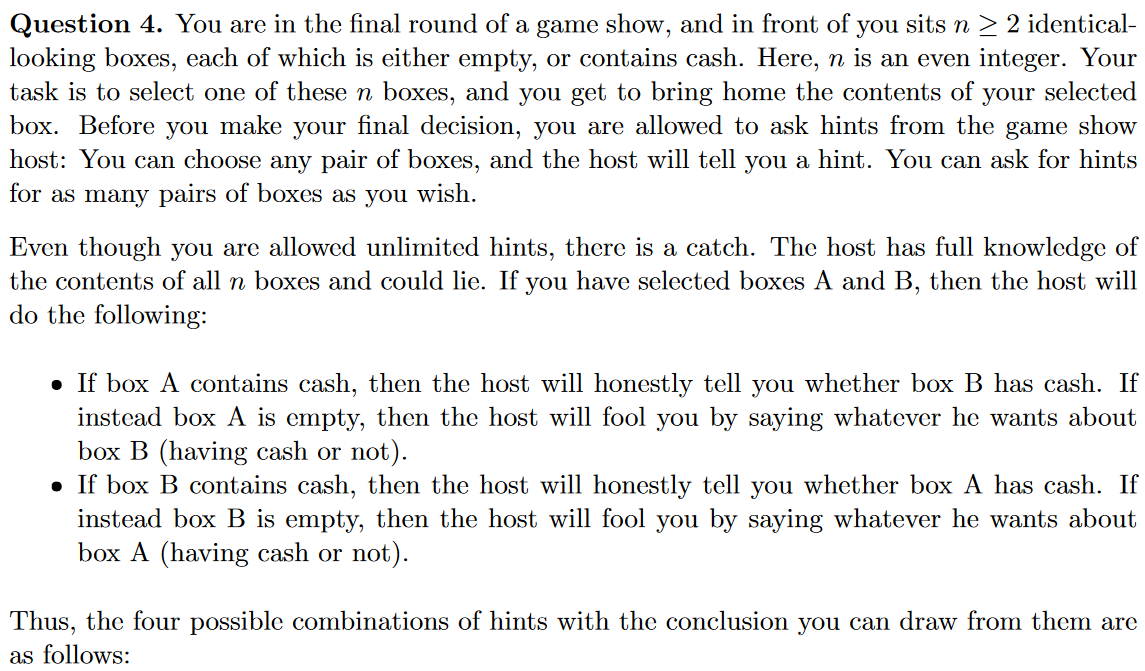 Question 4. You are in the final round of a game show, and in front of you sits n ≥ 2 identical-
looking boxes, each of which is either empty, or contains cash. Here, n is an even integer. Your
task is to select one of these n boxes, and you get to bring home the contents of your selected
box. Before you make your final decision, you are allowed to ask hints from the game show
host: You can choose any pair of boxes, and the host will tell you a hint. You can ask for hints
for as many pairs of boxes as you wish.
Even though you are allowed unlimited hints, there is a catch. The host has full knowledge of
the contents of all n boxes and could lie. If you have selected boxes A and B, then the host will
do the following:
• If box A contains cash, then the host will honestly tell you whether box B has cash. If
instead box A is empty, then the host will fool you by saying whatever he wants about
box B (having cash or not).
• If box B contains cash, then the host will honestly tell you whether box A has cash. If
instead box B is empty, then the host will fool you by saying whatever he wants about
box A (having cash or not).
Thus, the four possible combinations of hints with the conclusion you can draw from them are
as follows: